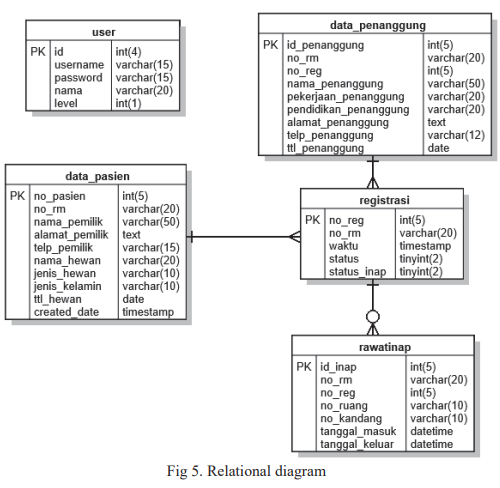 user
PK id int(4)
username varchar(15)
password varchar(15)
nama varchar(20)
level int(1)
data_penanggung
PK id_penanggung int(5)
no_rm varchar(20)
no_reg int(5)
nama_penanggung varchar(50)
pekerjaan_penanggung varchar(20)
pendidikan_penanggung varchar(20)
alamat_penanggung text
telp_penanggung varchar(12)
ttl_penanggung date
data_pasien
PK no_pasien int(5)
no_rm varchar(20)
nama_pemilik varchar(50)
alamat_pemilik text
telp_pemilik varchar(15)
nama_hewan varchar(20)
jenis_hewan varchar(10)
jenis_kelamin varchar(10)
ttl_hewan date
created_date timestamp
registrasi
PK no_reg int(5)
no_rm varchar(20)
waktu timestamp
status tinyint(2)
status_inap tinyint(2)
rawatinap
PK id_inap int(5)
no_rm varchar(20)
no_reg int(5)
no_ruang varchar(10)
no_kandang varchar(10)
tanggal_masuk datetime
tanggal_keluar datetime
Fig 5. Relational diagram